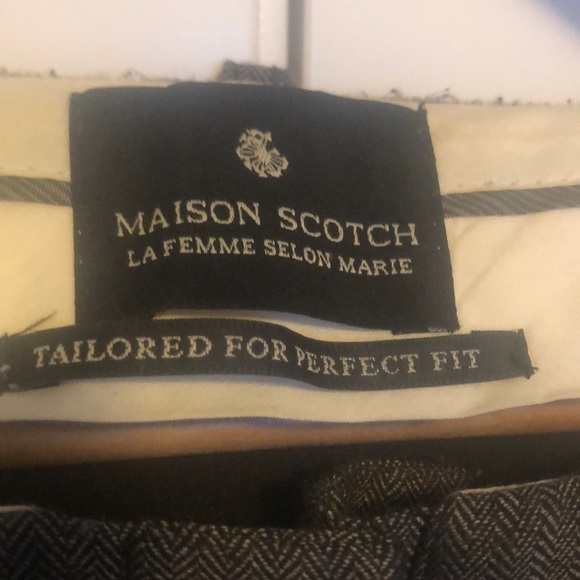 MAISON SCOTCH
LA FEMME SELON MARIE
TAILORED FOR PERFECT FIT